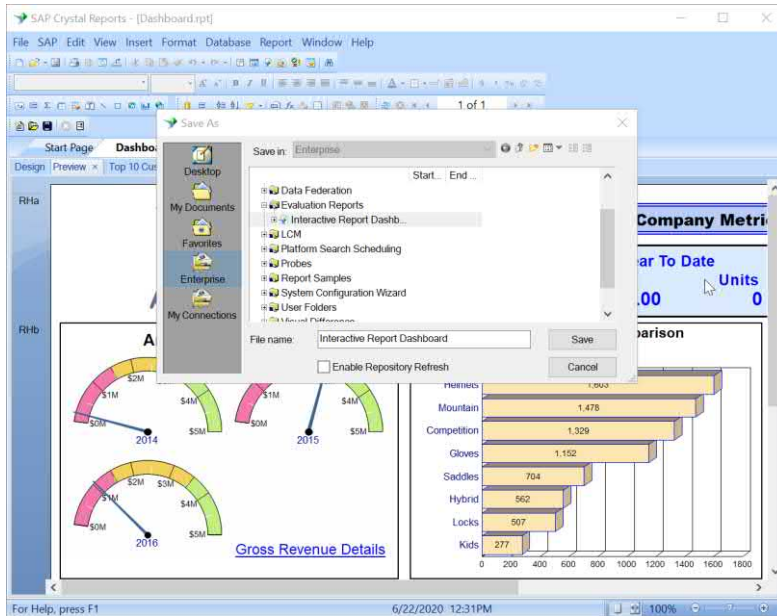 SAP Crystal Reports - [Dashboard.rpt]
File SAP Edit View Insert Format Database Report Window Help
1 of 1
Start Page Dashbo
Design Preview × Top 10 Cus
Save As
Save in: Enterprise
Desktop
My Documents
Favorites
Enterprise
My Connections
Start... End ...
Data Federation
Evaluation Reports
Interactive Report Dashb...
LCM
Platform Search Scheduling
Probes
Report Samples
System Configuration Wizard
User Folders
Visual Difference
File name: Interactive Report Dashboard
Save
Enable Repository Refresh
Cancel
RHa
Company Metri
ar To Date
Units
.00 0
RHb
A
parison
$0M $1M $2M $4M $5M
2014
$1M $4M $5M
2015
$0M $1M $2M $3M $4M $5M
2016
Gross Revenue Details
Helmets 1,603
Mountain 1,478
Competition 1,329
Gloves 1,152
Saddles 704
Hybrid 562
Locks 507
Kids 277
0 200 400 600 800 1000 1200 1400 1600 1800
For Help, press F1
6/22/2020 12:31PM
100%